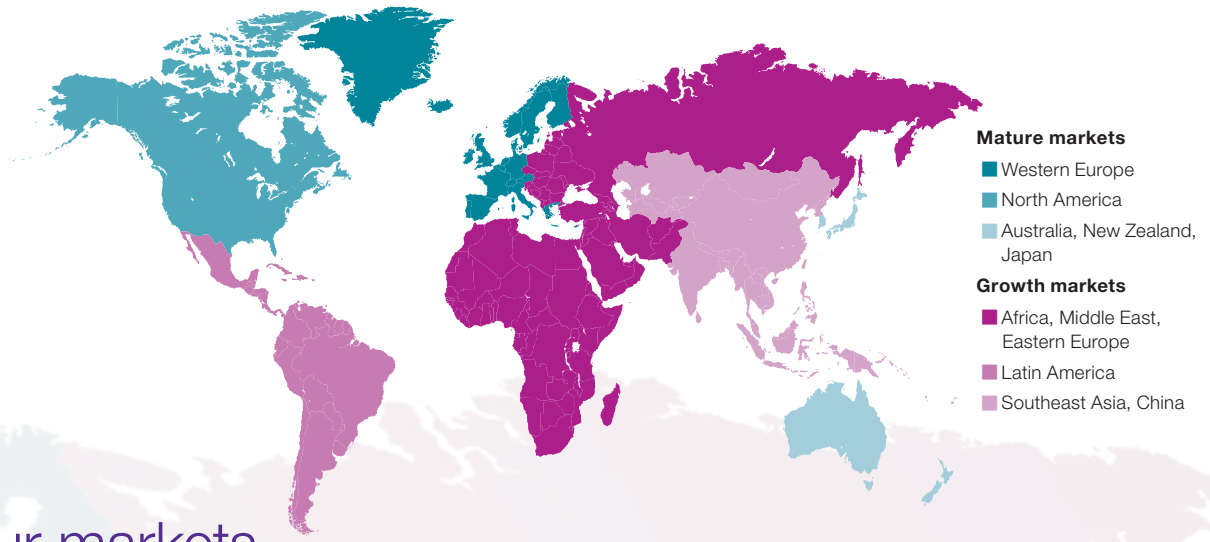 Mature markets
Western Europe
North America
Australia, New Zealand,
Japan
Growth markets
Africa, Middle East,
Eastern Europe
Latin America
Southeast Asia, China
markets